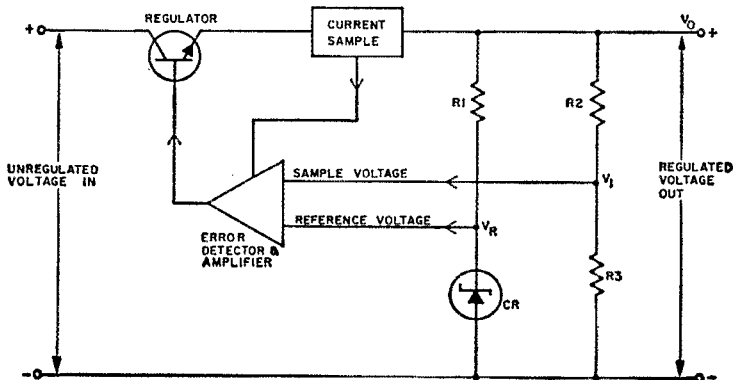 REGULATOR
CURRENT
SAMPLE
V₀
+
+
R1
R2
UNREGULATED
VOLTAGE IN
SAMPLE VOLTAGE
V₁
REGULATED
VOLTAGE
OUT
REFERENCE VOLTAGE
V_R
ERROR
DETECTOR &
AMPLIFIER
R3
CR
-
-